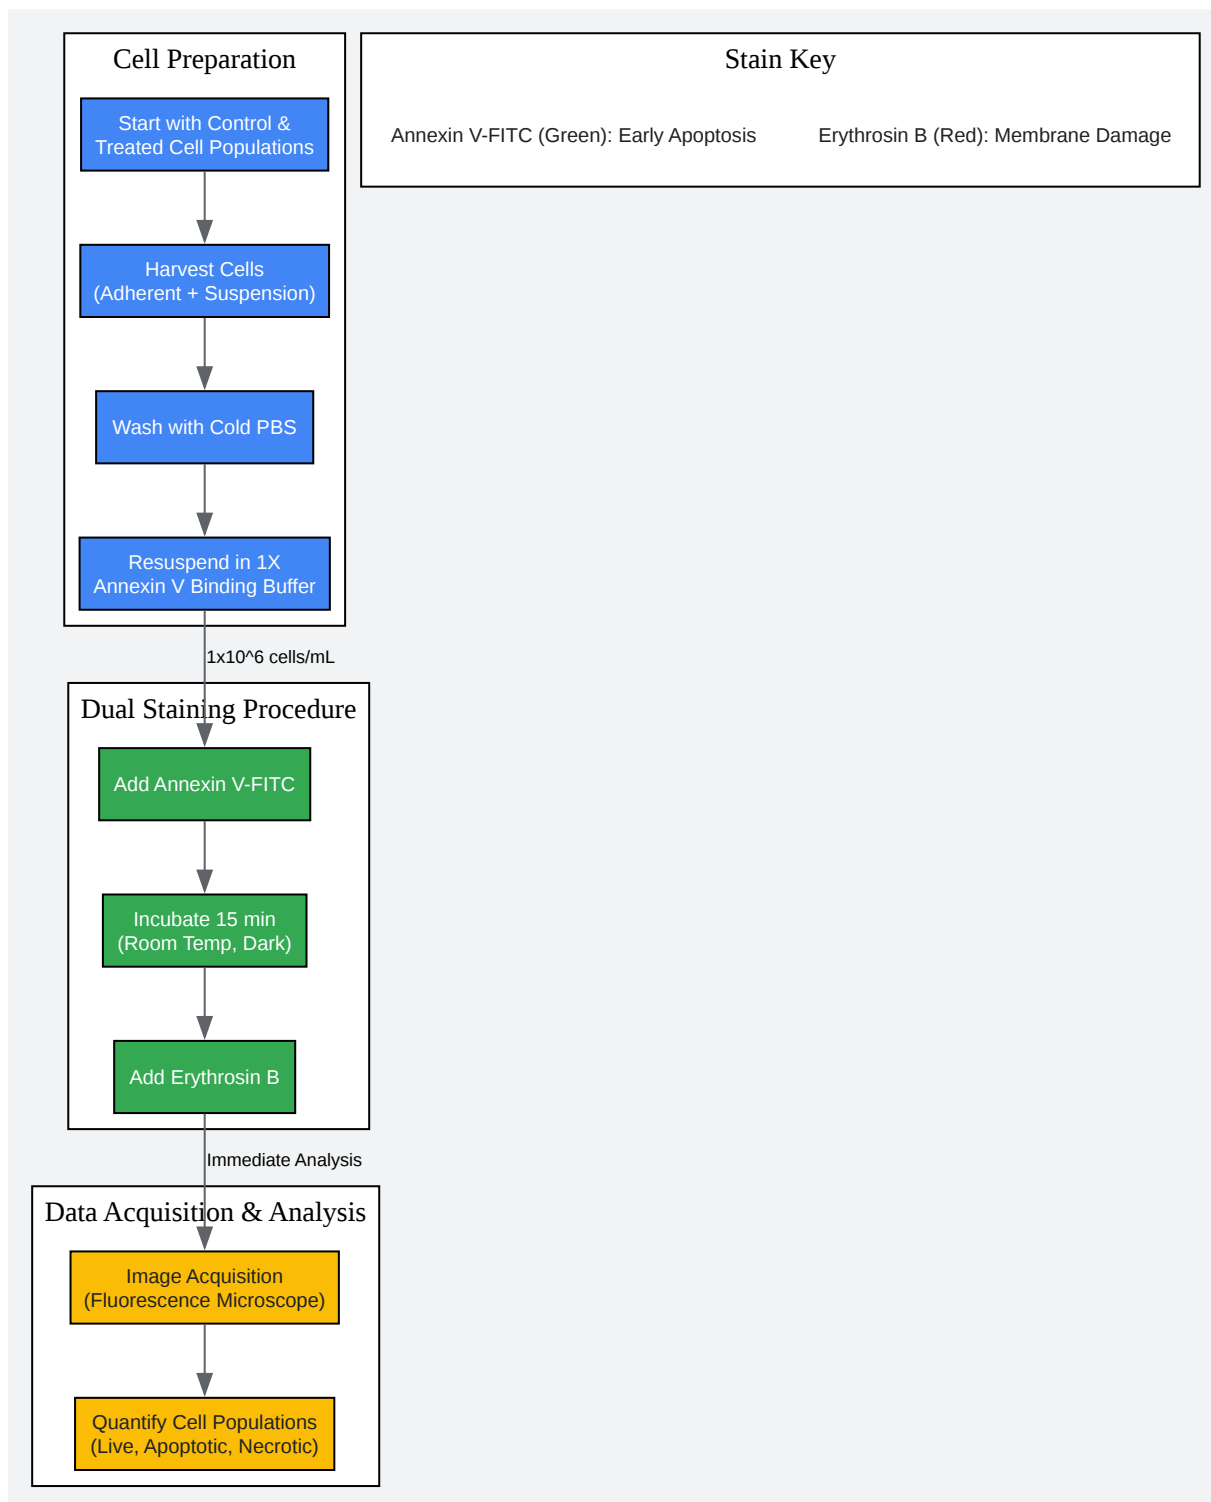 Cell Preparation
Start with Control &
Treated Cell Populations
Harvest Cells
(Adherent + Suspension)
Wash with Cold PBS
Resuspend in 1X
Annexin V Binding Buffer
1x10^6 cells/mL
Dual Staining Procedure
Add Annexin V-FITC
Incubate 15 min
(Room Temp, Dark)
Add Erythrosin B
Immediate Analysis
Data Acquisition & Analysis
Image Acquisition
(Fluorescence Microscope)
Quantify Cell Populations
(Live, Apoptotic, Necrotic)
Stain Key
Annexin V-FITC (Green): Early Apoptosis
Erythrosin B (Red): Membrane Damage